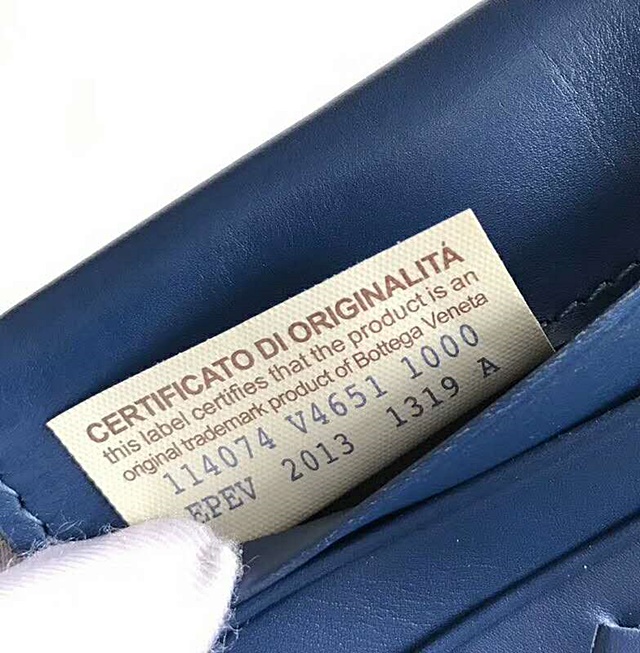 CERTIFICATO DI ORIGINALITÁ
this label certifies that the product is an
original trademark product of Bottega Veneta
114074 V4651 1000
EPEV 2013 1319 A